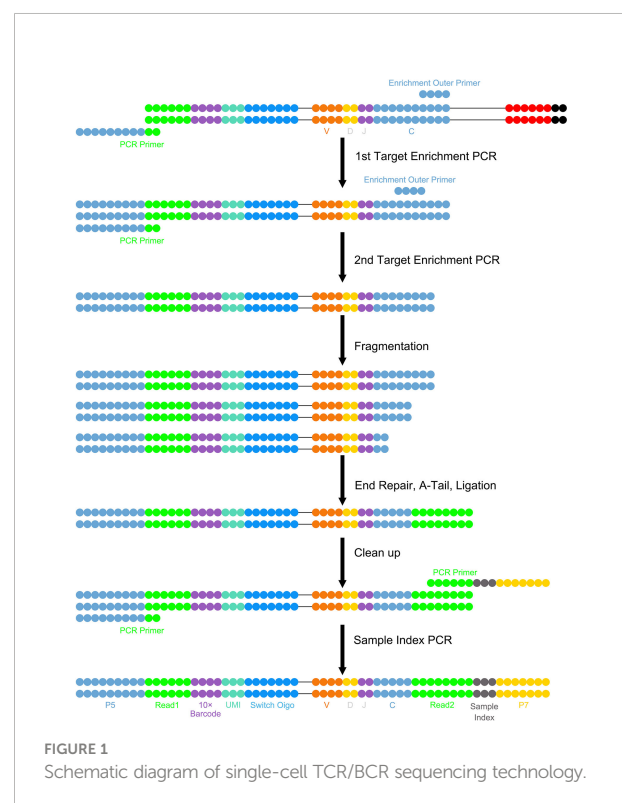 Enrichment Outer Primer
V D J C
PCR Primer
1st Target Enrichment PCR
Enrichment Outer Primer
PCR Primer
2nd Target Enrichment PCR
Fragmentation
End Repair, A-Tail, Ligation
Clean up
PCR Primer
PCR Primer
Sample Index PCR
P5 Read1 10× UMI Switch Oigo V D J C Read2 Sample P7
Barcode Index
FIGURE 1
Schematic diagram of single-cell TCR/BCR sequencing technology.